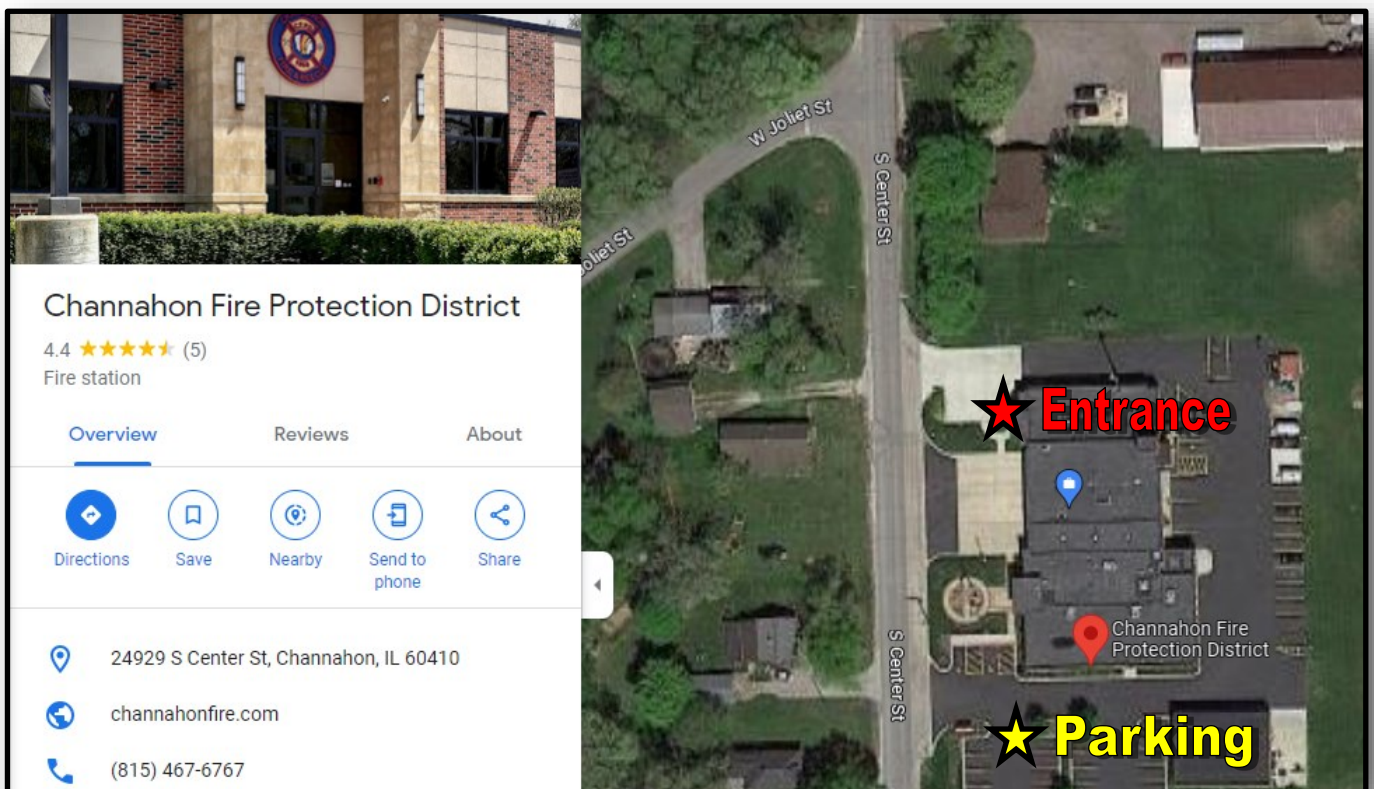 Channahon Fire Protection District
4.4 ★★★★★ (5)
Fire station
Overview Reviews About
Directions Save Nearby Send to phone Share
24929 S Center St, Channahon, IL 60410
channahonfire.com
(815) 467-6767
W Joliet St
Joliet St
S Center St
Entrance
Channahon Fire
Protection District
S Center St
Parking